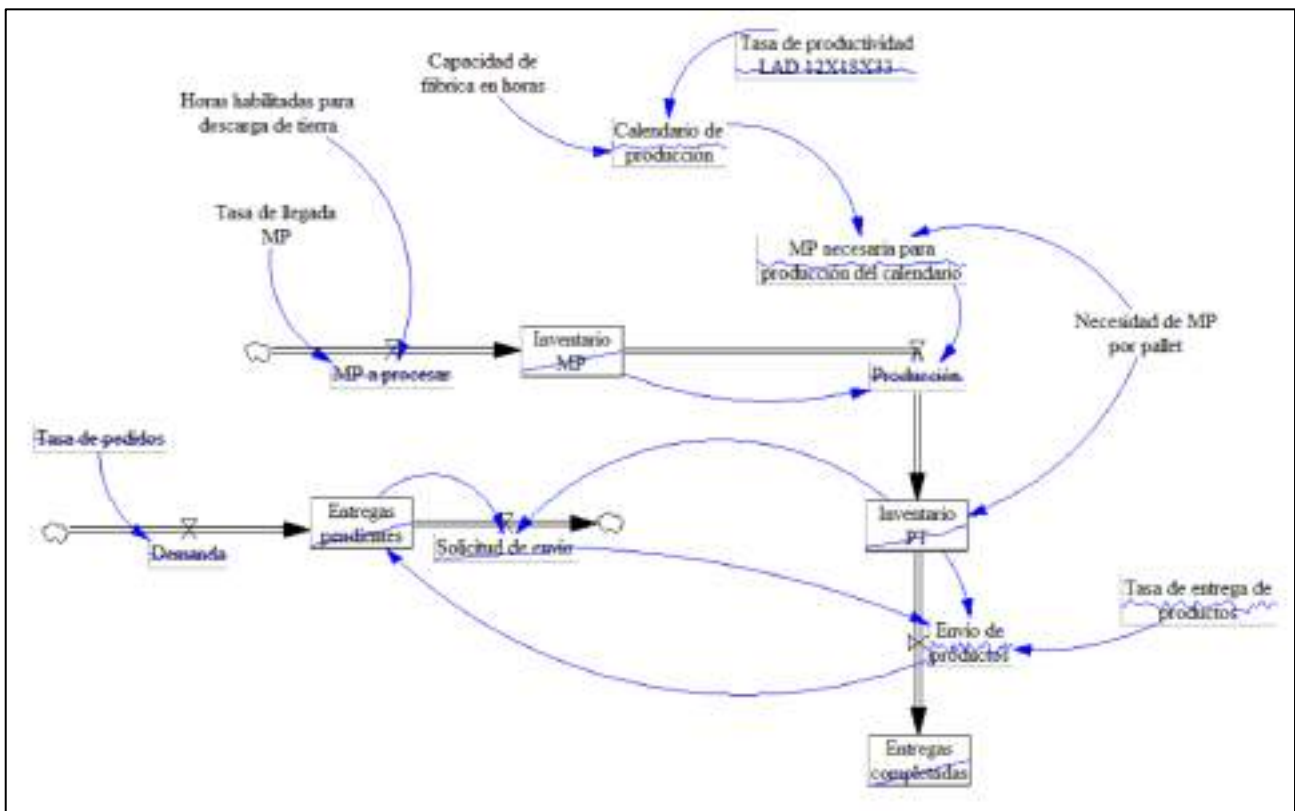 Tasa de productividad
LAD 12X18X33
Capacidad de
fábrica en horas
Horas habilitadas para
descarga de tierra
Calendario de
producción
Tasa de llegada
MP
MP necesaria para
producción del calendario
Necesidad de MP
por pallet
Inventario
MP
MP a procesar
Producción
Tasa de pedidos
Entregas
pendientes
Inventario
PT
Demanda
Solicitud de envío
Tasa de entrega de
productos
Envío de
productos
Entregas
completadas